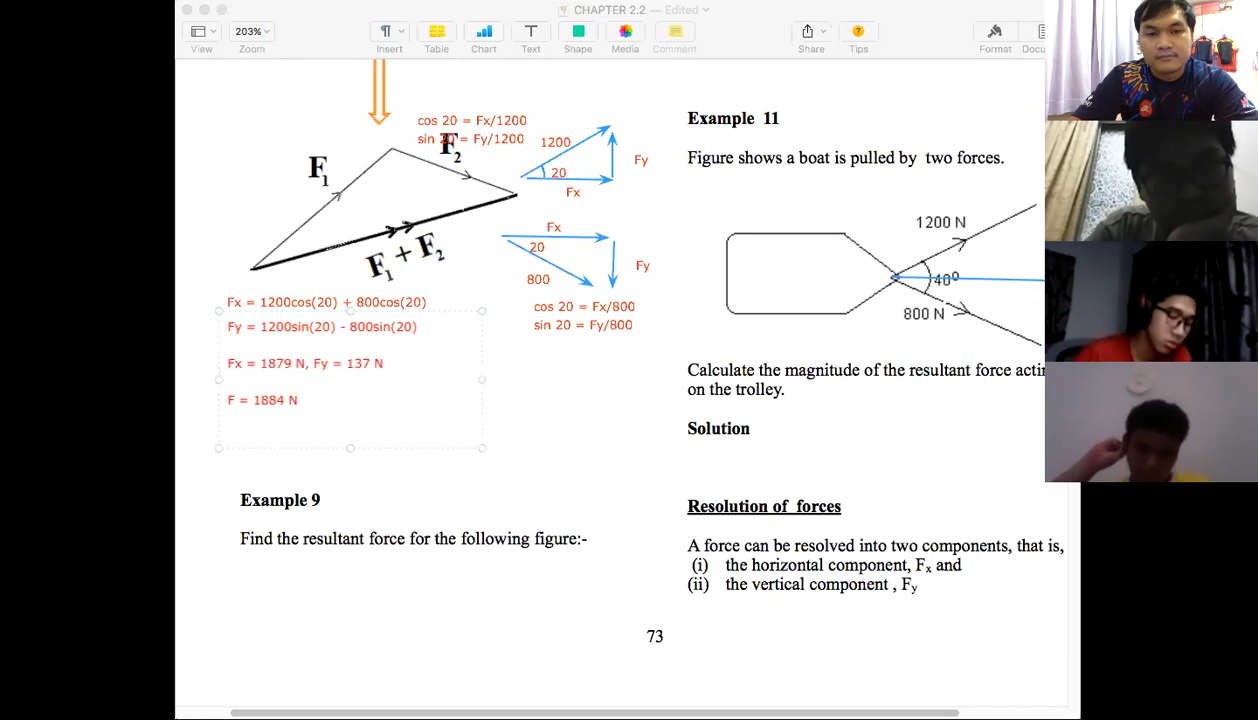 CHAPTER 2.2 — Edited
203%
View
Zoom
Insert
Table
Chart
Text
Shape
Media
Comment
Share
Tips
Format
cos 20 = Fx/1200
sin 20 = Fy/1200
F1
F2
F1 + F2
1200
20
Fx
Fy
Fx
20
800
Fy
cos 20 = Fx/800
sin 20 = Fy/800
Fx = 1200cos(20) + 800cos(20)
Fy = 1200sin(20) - 800sin(20)
Fx = 1879 N, Fy = 137 N
F = 1884 N
Example 9
Find the resultant force for the following figure:-
Example 11
Figure shows a boat is pulled by two forces.
1200 N
40º
800 N
Calculate the magnitude of the resultant force
on the trolley.
Solution
Resolution of forces
A force can be resolved into two components, that is,
(i) the horizontal component, Fx and
(ii) the vertical component , Fy
73